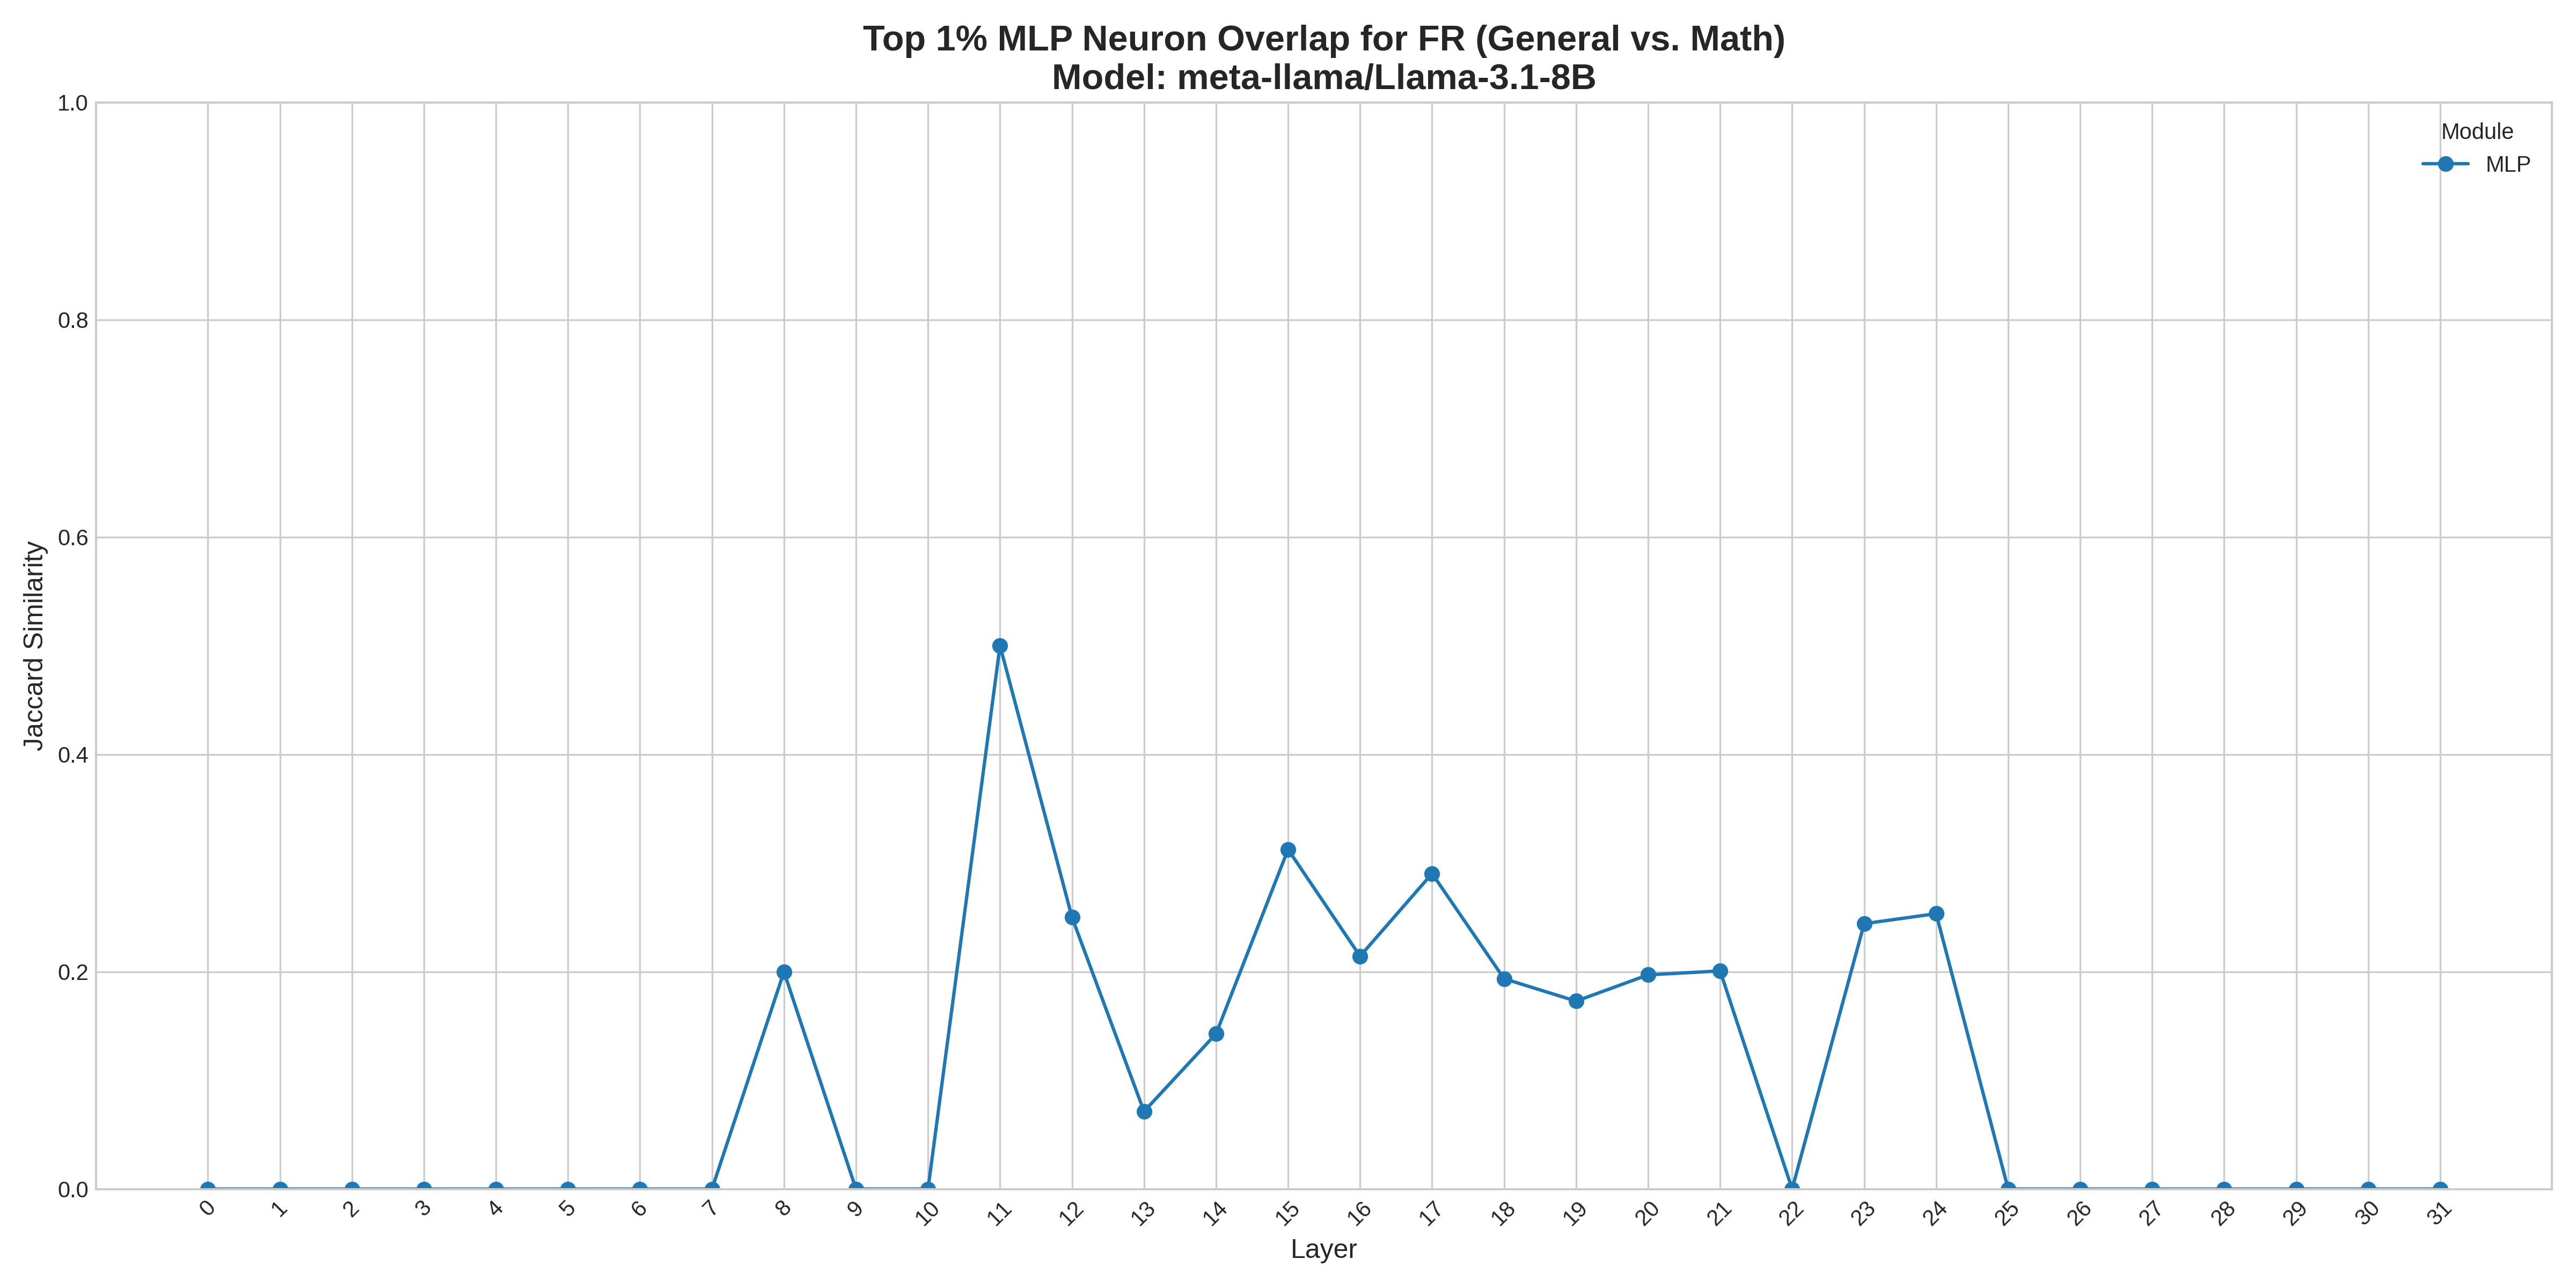 Top 1% MLP Neuron Overlap for FR (General vs. Math)
Model: meta-llama/Llama-3.1-8B
Module
MLP
Jaccard Similarity
1.0
0.8
0.6
0.4
0.2
0.0
0 1 2 3 4 5 6 7 8 9 10 11 12 13 14 15 16 17 18 19 20 21 22 23 24 25 26 27 28 29 30 31
Layer